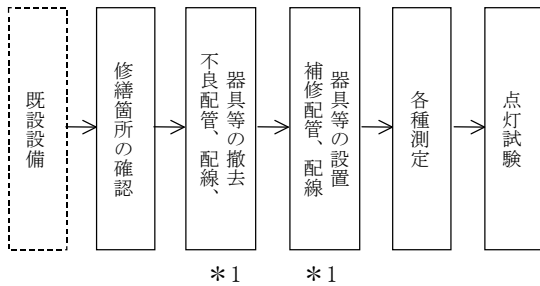 既設設備
修繕箇所の確認
器具等の撤去
不良配管、配線、
器具等の設置
補修配管、配線
各種測定
点灯試験
＊1
＊1